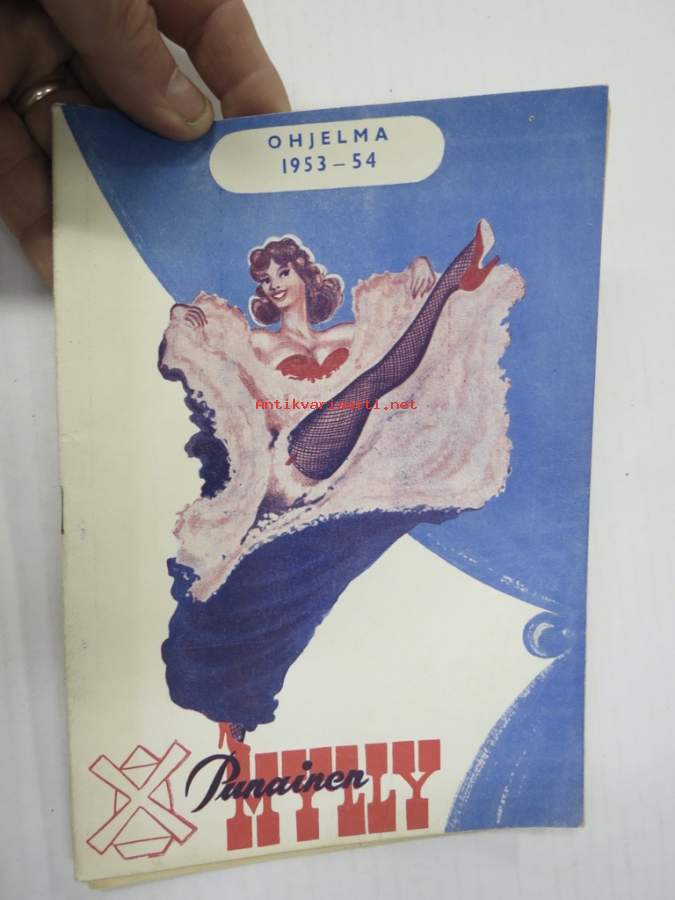 OHJELMA
1953-54
Antikvariaatti.net
Punainen
MYLLY